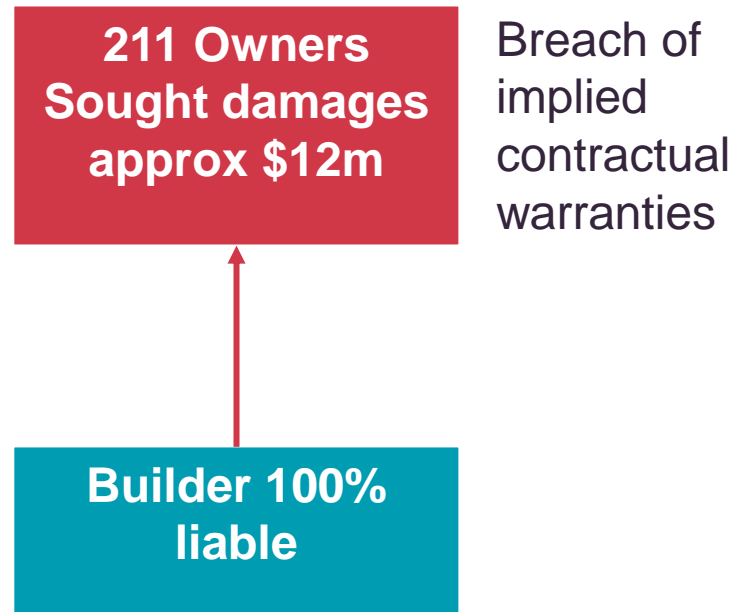 211 Owners
Sought damages
approx $12m
Breach of
implied
contractual
warranties
Builder 100%
liable